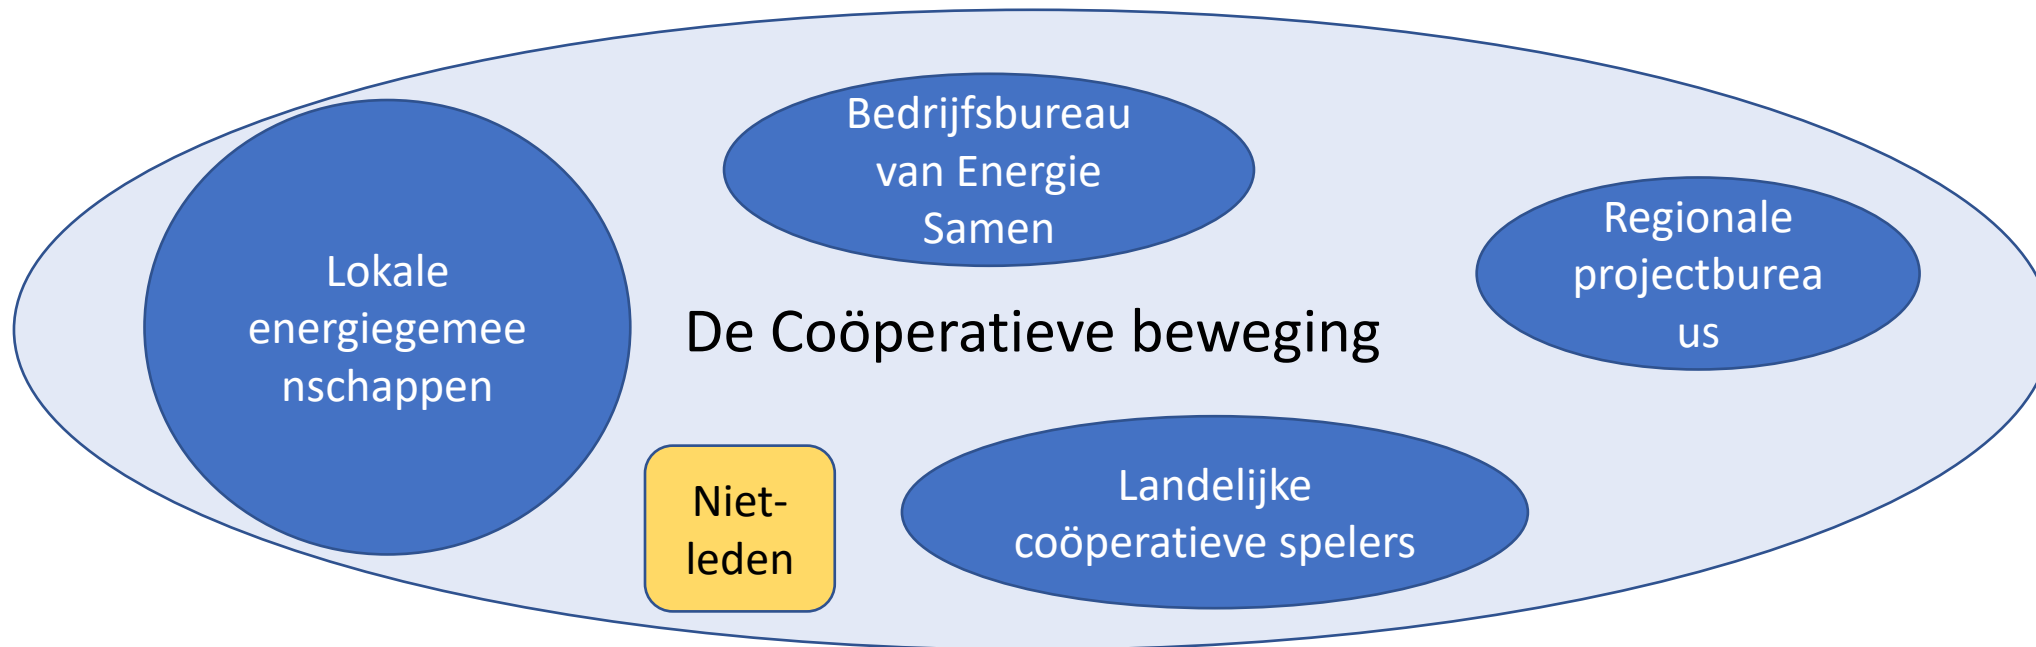 Bedrijfsbureau
van Energie
Samen
Regionale
projectburea
us
Lokale
energiegemee
nschappen
De Coöperatieve beweging
Niet-
leden
Landelijke
coöperatieve spelers